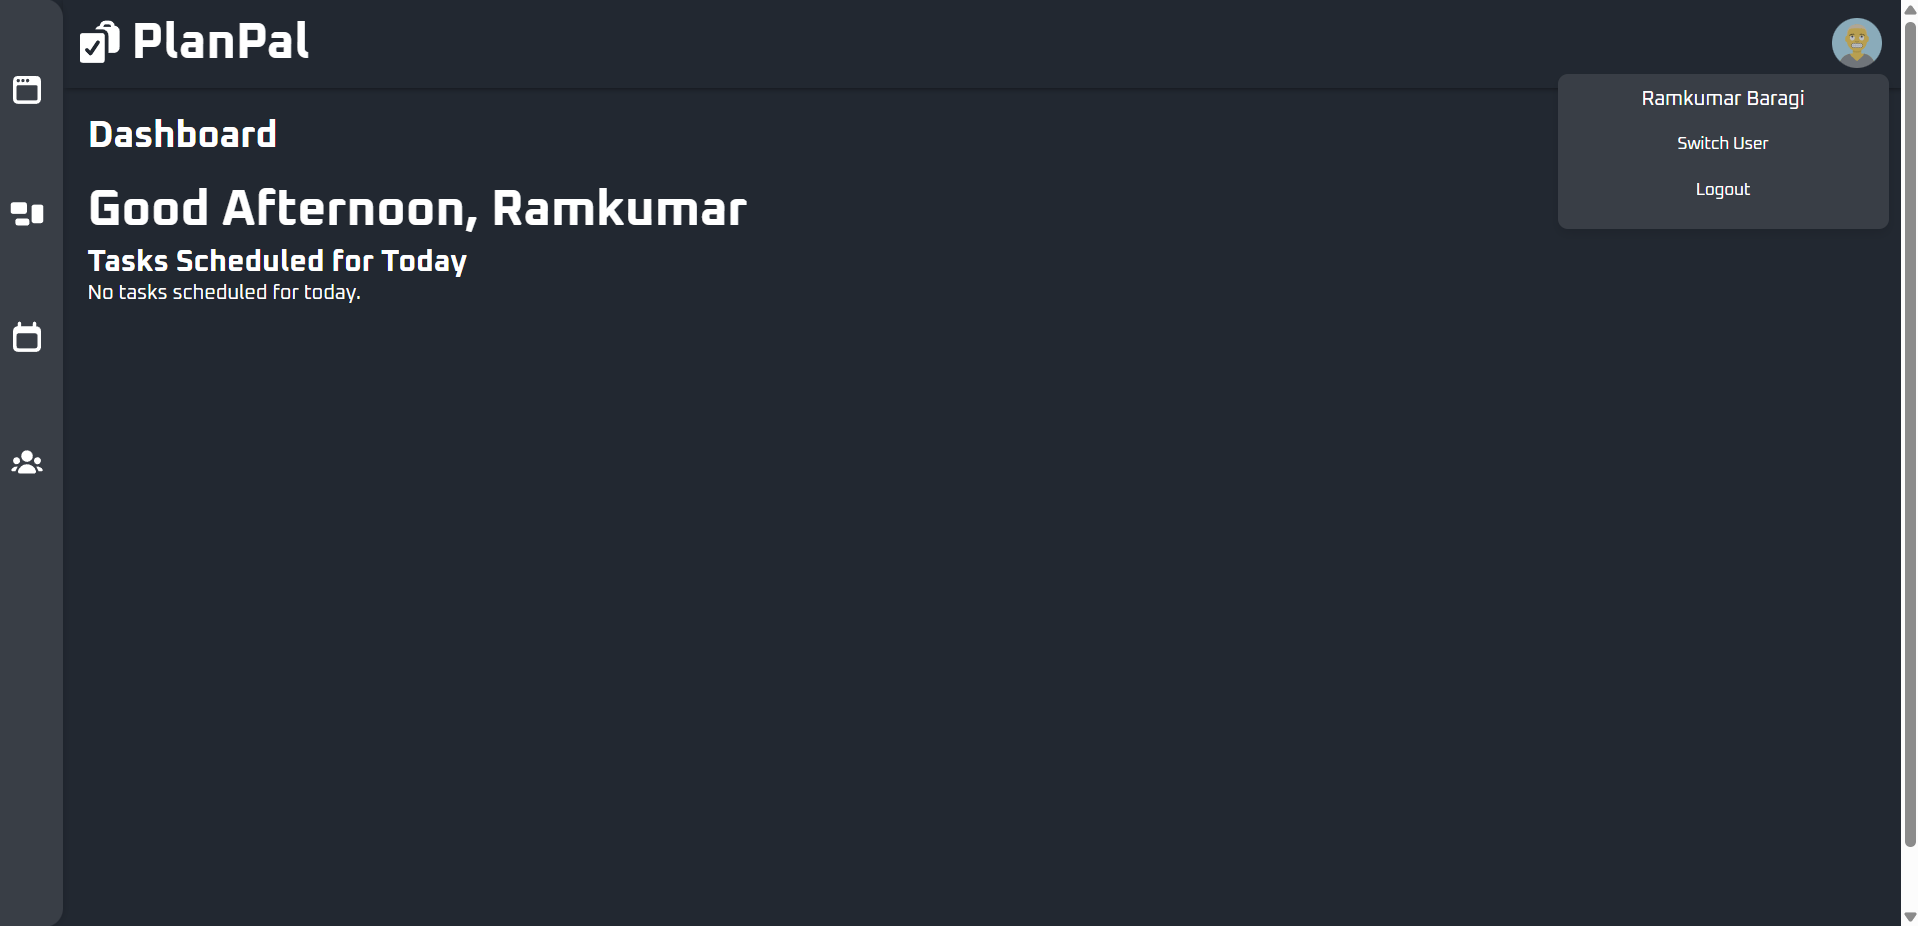 PlanPal
Ramkumar Baragi
Switch User
Logout
Dashboard
Good Afternoon, Ramkumar
Tasks Scheduled for Today
No tasks scheduled for today.